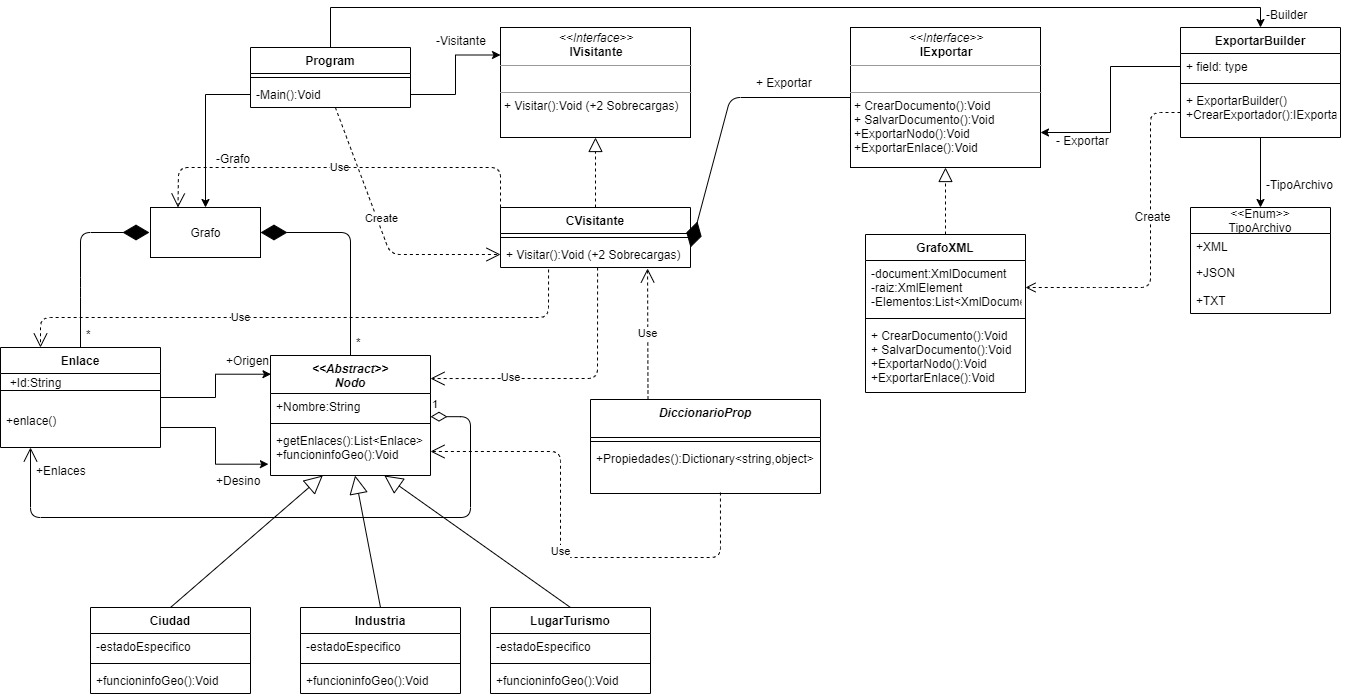 -Builder
Program
-Main():Void
-Visitante
<<Interface>>
IVisitante
+ Visitar():Void (+2 Sobrecargas)
+ Exportar
<<Interface>>
IExportar
+ CrearDocumento():Void
+ SalvarDocumento():Void
+ExportarNodo():Void
+ExportarEnlace():Void
- Exportar
ExportarBuilder
+ field: type
+ ExportarBuilder()
+CrearExportador():IExporta
-TipoArchivo
<<Enum>>
TipoArchivo
+XML
+JSON
+TXT
Create
-Grafo
Use
Create
Grafo
CVisitante
+ Visitar():Void (+2 Sobrecargas)
GrafoXML
-document:XmlDocument
-raiz:XmlElement
-Elementos:List<XmlDocum
+ CrearDocumento():Void
+ SalvarDocumento():Void
+ExportarNodo():Void
+ExportarEnlace():Void
Use
*
*
Use
Use
Enlace
+Id:String
+enlace()
+Origen
+Desino
+Enlaces
<<Abstract>>
Nodo
+Nombre:String
+getEnlaces():List<Enlace>
+funcioninfoGeo():Void
1
DiccionarioProp
+Propiedades():Dictionary<string,object>
Use
Ciudad
-estadoEspecifico
+funcioninfoGeo():Void
Industria
-estadoEspecifico
+funcioninfoGeo():Void
LugarTurismo
-estadoEspecifico
+funcioninfoGeo():Void